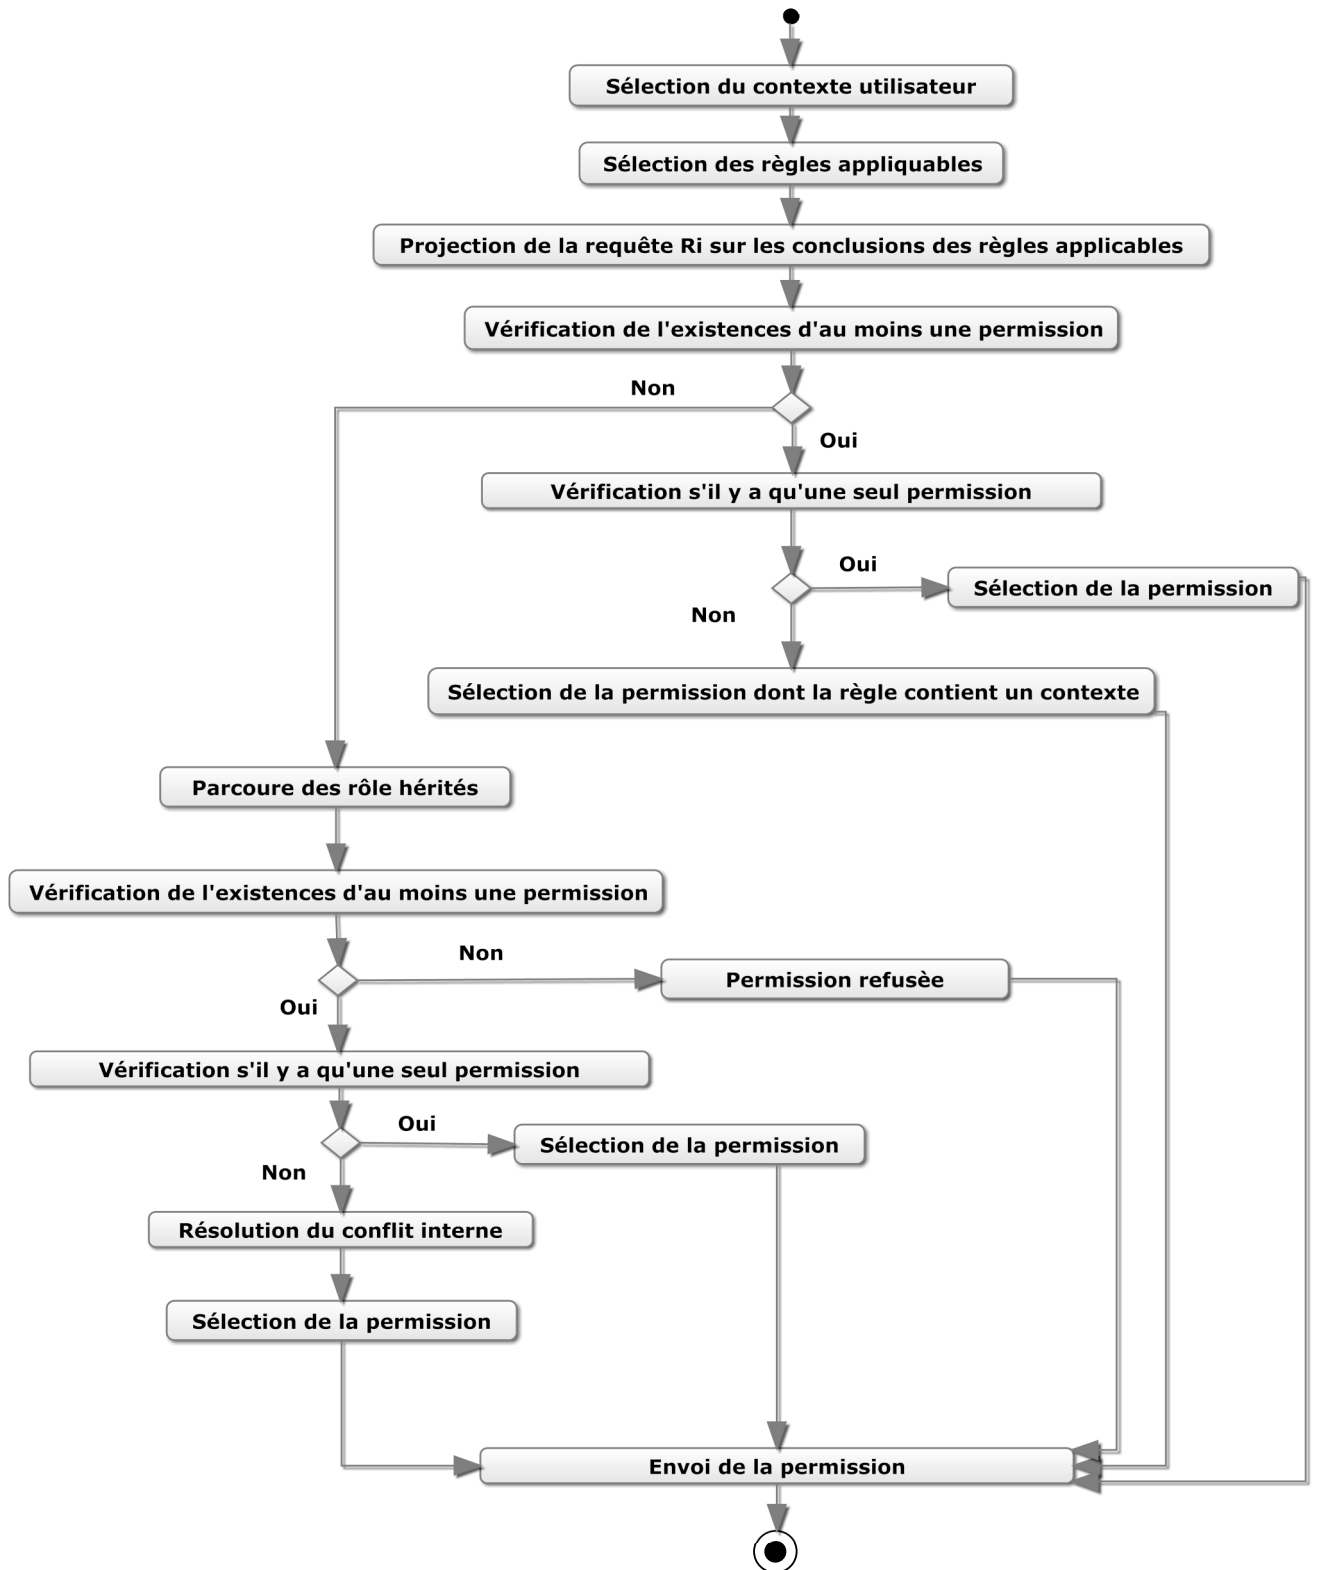 Sélection du contexte utilisateur
Sélection des règles appliquables
Projection de la requête Ri sur les conclusions des règles applicables
Vérification de l'existences d'au moins une permission
Non
Oui
Vérification s'il y a qu'une seul permission
Oui
Sélection de la permission
Non
Sélection de la permission dont la règle contient un contexte
Parcoure des rôle hérités
Vérification de l'existences d'au moins une permission
Non
Permission refusèe
Oui
Vérification s'il y a qu'une seul permission
Oui
Sélection de la permission
Non
Résolution du conflit interne
Sélection de la permission
Envoi de la permission